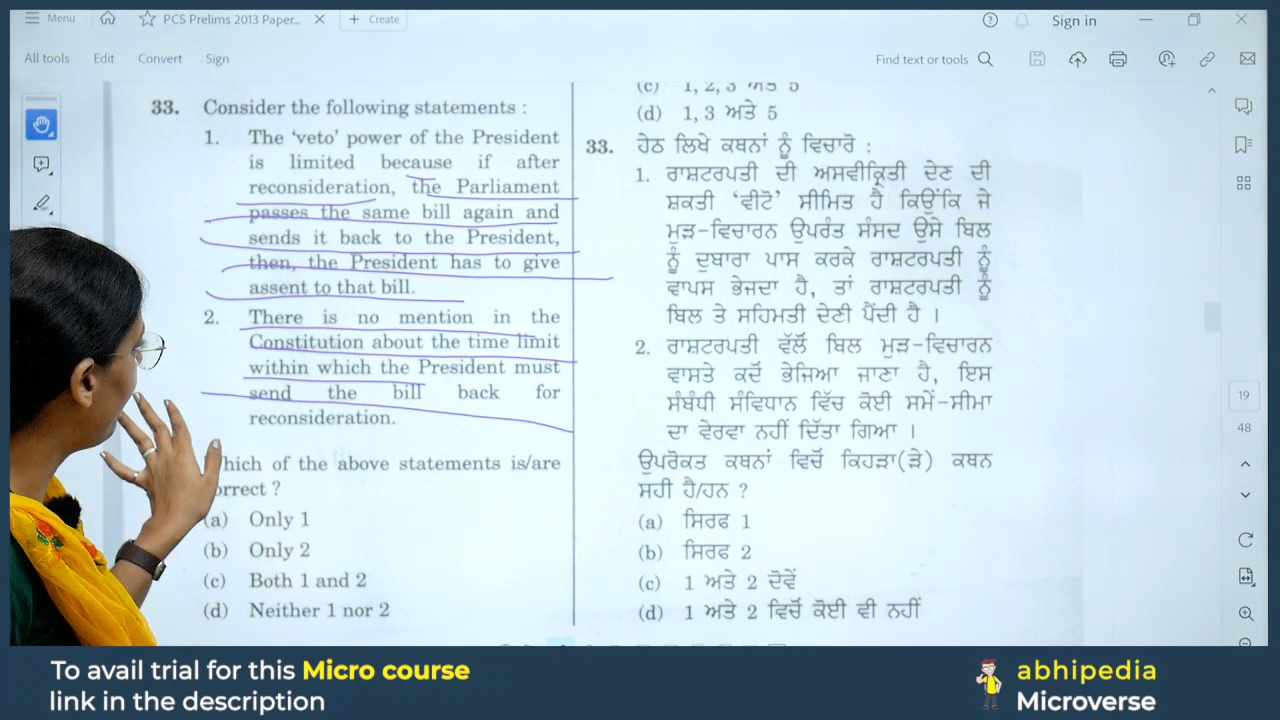 Menu
PCS Prelims 2013 Paper...
Create
Sign in
All tools
Edit
Convert
Sign
Find text or tools
33. Consider the following statements :
1. The ‘veto’ power of the President
is limited because if after
reconsideration, the Parliament
passes the same bill again and
sends it back to the President,
then, the President has to give
assent to that bill.
2. There is no mention in the
Constitution about the time limit
within which the President must
send the bill back for
reconsideration.
of the above statements is/are
(a) Only 1
(b) Only 2
(c) Both 1 and 2
(d) Neither 1 nor 2
(c) 1, 2, 3 ਅਤੇ 5
(d) 1, 3 ਅਤੇ 5
33. ਹੇਠ ਲਿਖੇ ਕਥਨਾਂ ਨੂੰ ਵਿਚਾਰੋ :
1. ਰਾਸ਼ਟਰਪਤੀ ਦੀ ਅਸਵੀਕ੍ਰਿਤੀ ਦੇਣ ਦੀ
ਸ਼ਕਤੀ ‘ਵੀਟੋ’ ਸੀਮਿਤ ਹੈ ਕਿਉਂਕਿ ਜੇ
ਮੁੜ-ਵਿਚਾਰਨ ਉਪਰੰਤ ਸੰਸਦ ਉਸੇ ਬਿਲ
ਨੂੰ ਦੁਬਾਰਾ ਪਾਸ ਕਰਕੇ ਰਾਸ਼ਟਰਪਤੀ ਨੂੰ
ਵਾਪਸ ਭੇਜਦਾ ਹੈ, ਤਾਂ ਰਾਸ਼ਟਰਪਤੀ ਨੂੰ
ਬਿਲ ਤੇ ਸਹਿਮਤੀ ਦੇਣੀ ਪੈਂਦੀ ਹੈ ।
2. ਰਾਸ਼ਟਰਪਤੀ ਵੱਲੋਂ ਬਿਲ ਮੁੜ-ਵਿਚਾਰਨ
ਵਾਸਤੇ ਕਦੋਂ ਭੇਜਿਆ ਜਾਣਾ ਹੈ, ਇਸ
ਸੰਬੰਧੀ ਸੰਵਿਧਾਨ ਵਿੱਚ ਕੋਈ ਸਮੇਂ-ਸੀਮਾ
ਦਾ ਵੇਰਵਾ ਨਹੀਂ ਦਿੱਤਾ ਗਿਆ ।
ਉਪਰੋਕਤ ਕਥਨਾਂ ਵਿਚੋਂ ਕਿਹੜਾ(ੜੇ) ਕਥਨ
ਸਹੀ ਹੈ/ਹਨ ?
(a) ਸਿਰਫ 1
(b) ਸਿਰਫ 2
(c) 1 ਅਤੇ 2 ਦੋਵੇਂ
(d) 1 ਅਤੇ 2 ਵਿਚੋਂ ਕੋਈ ਵੀ ਨਹੀਂ
19
48
To avail trial for this Micro course
link in the description
abhipedia
Microverse